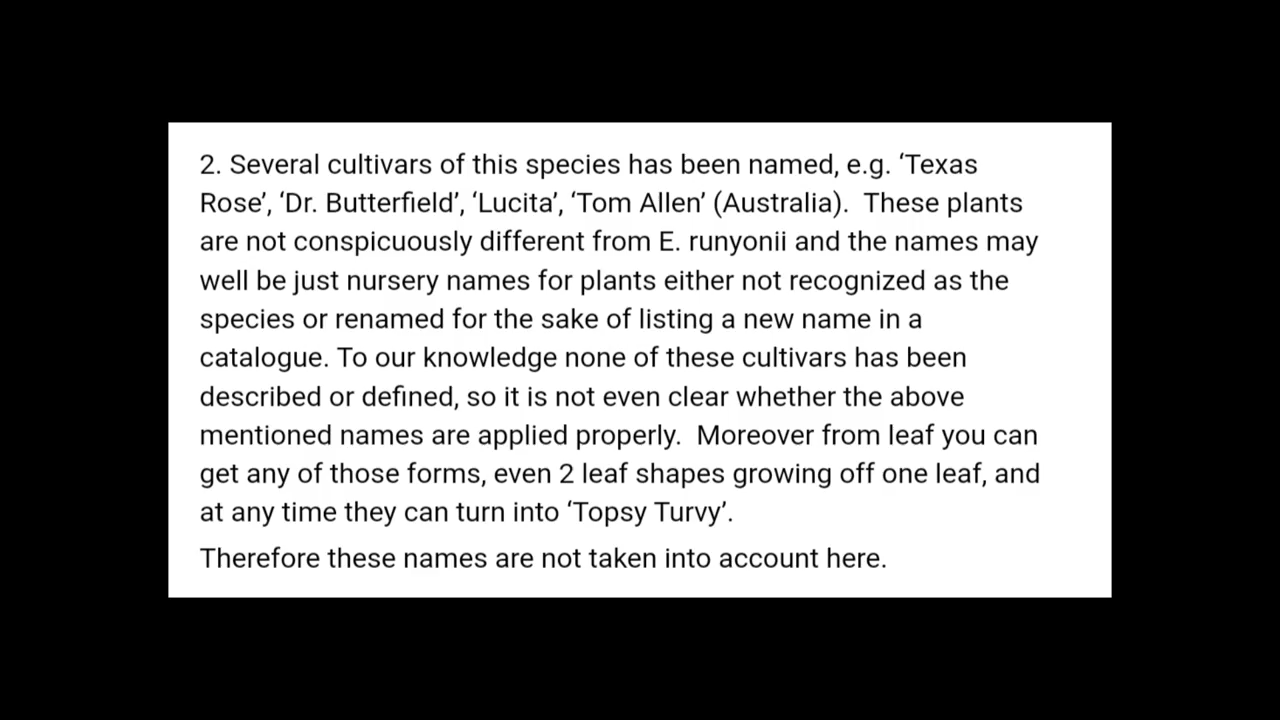 2. Several cultivars of this species has been named, e.g. ‘Texas
Rose’, ‘Dr. Butterfield’, ‘Lucita’, ‘Tom Allen’ (Australia).  These plants
are not conspicuously different from E. runyonii and the names may
well be just nursery names for plants either not recognized as the
species or renamed for the sake of listing a new name in a
catalogue. To our knowledge none of these cultivars has been
described or defined, so it is not even clear whether the above
mentioned names are applied properly.  Moreover from leaf you can
get any of those forms, even 2 leaf shapes growing off one leaf, and
at any time they can turn into ‘Topsy Turvy’.
Therefore these names are not taken into account here.